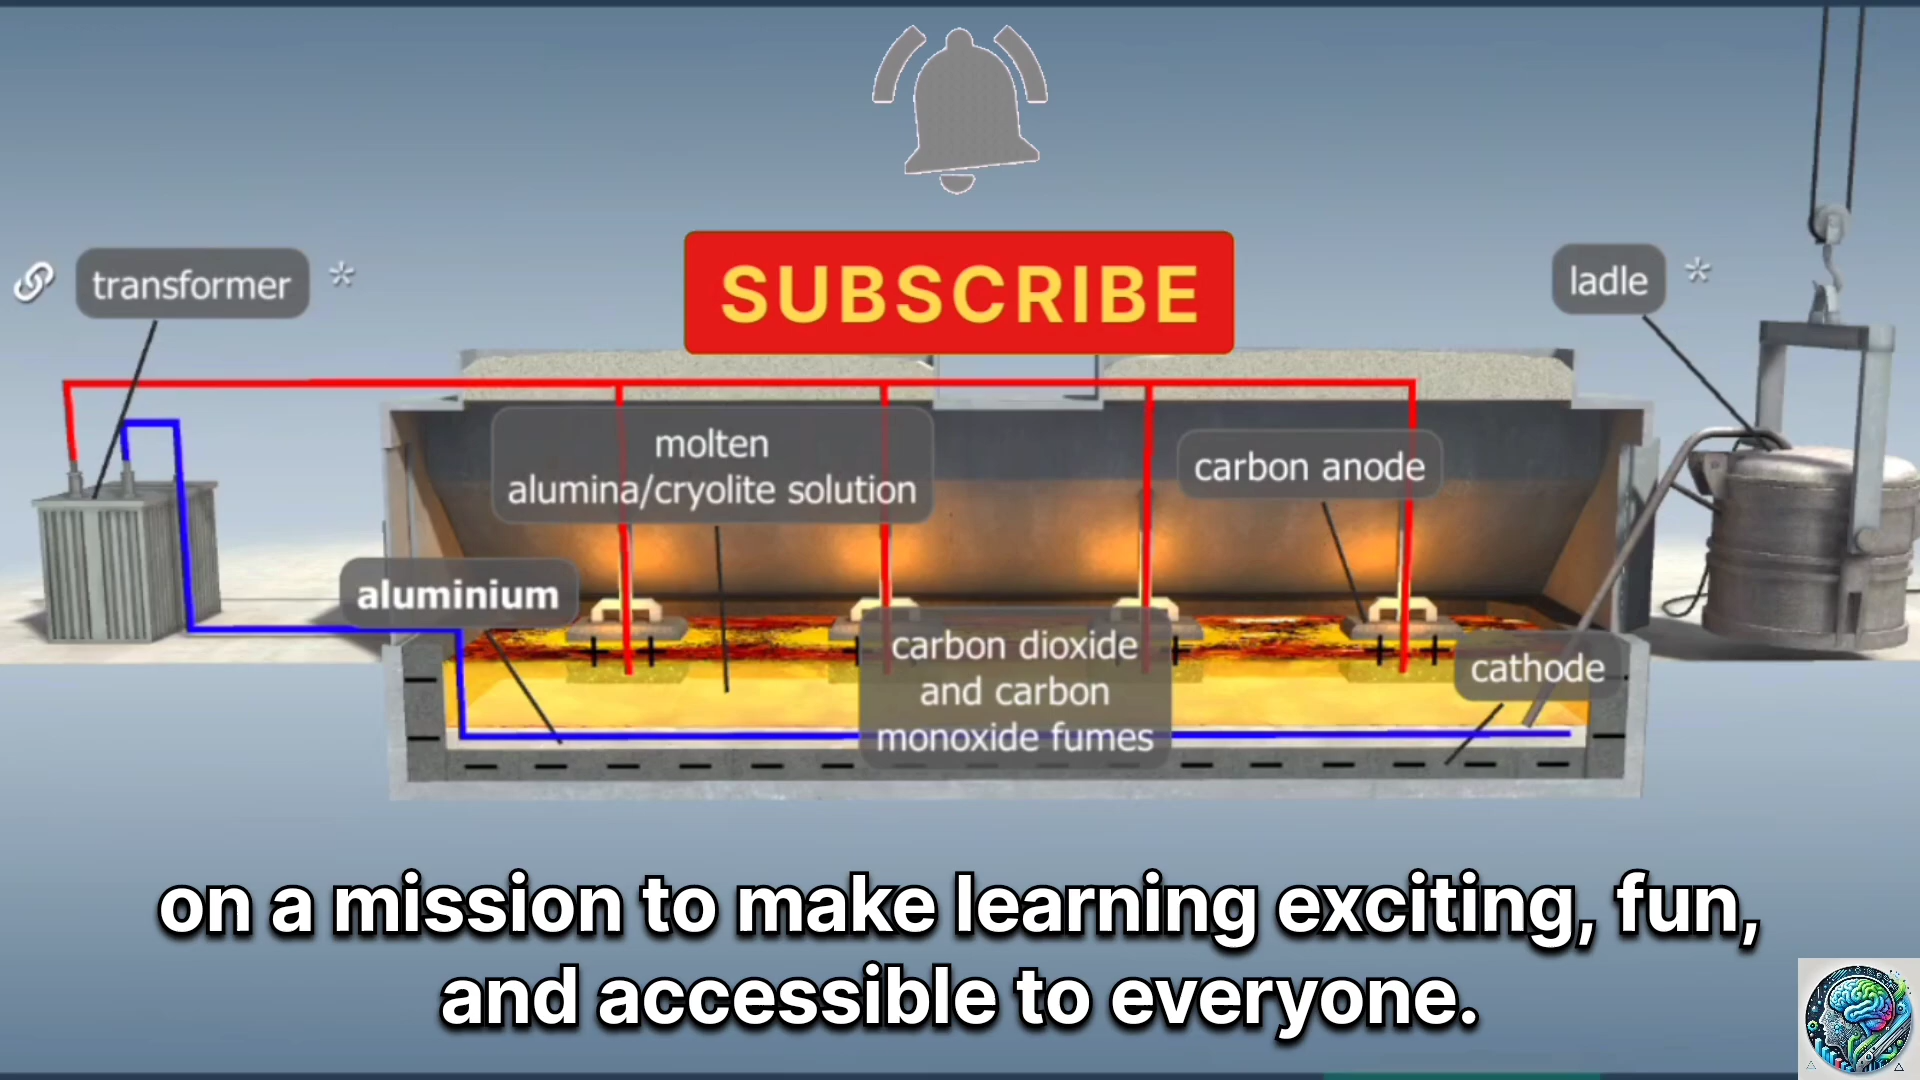 SUBSCRIBE
transformer *
ladle *
molten
alumina/cryolite solution
carbon anode
aluminium
carbon dioxide
and carbon
monoxide fumes
cathode
on a mission to make learning exciting, fun,
and accessible to everyone.